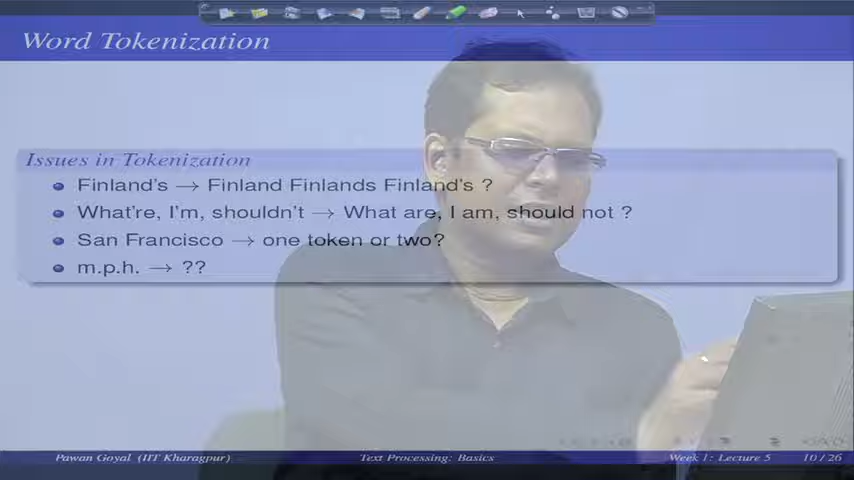 Word Tokenization
Issues in Tokenization
Finland's → Finland Finlands Finland's ?
What're, I'm, shouldn't → What are, I am, should not ?
San Francisco → one token or two?
m.p.h. → ??
Pawan Goyal (IIT Kharagpur) Text Processing: Basics Week 1: Lecture 5 10 / 26